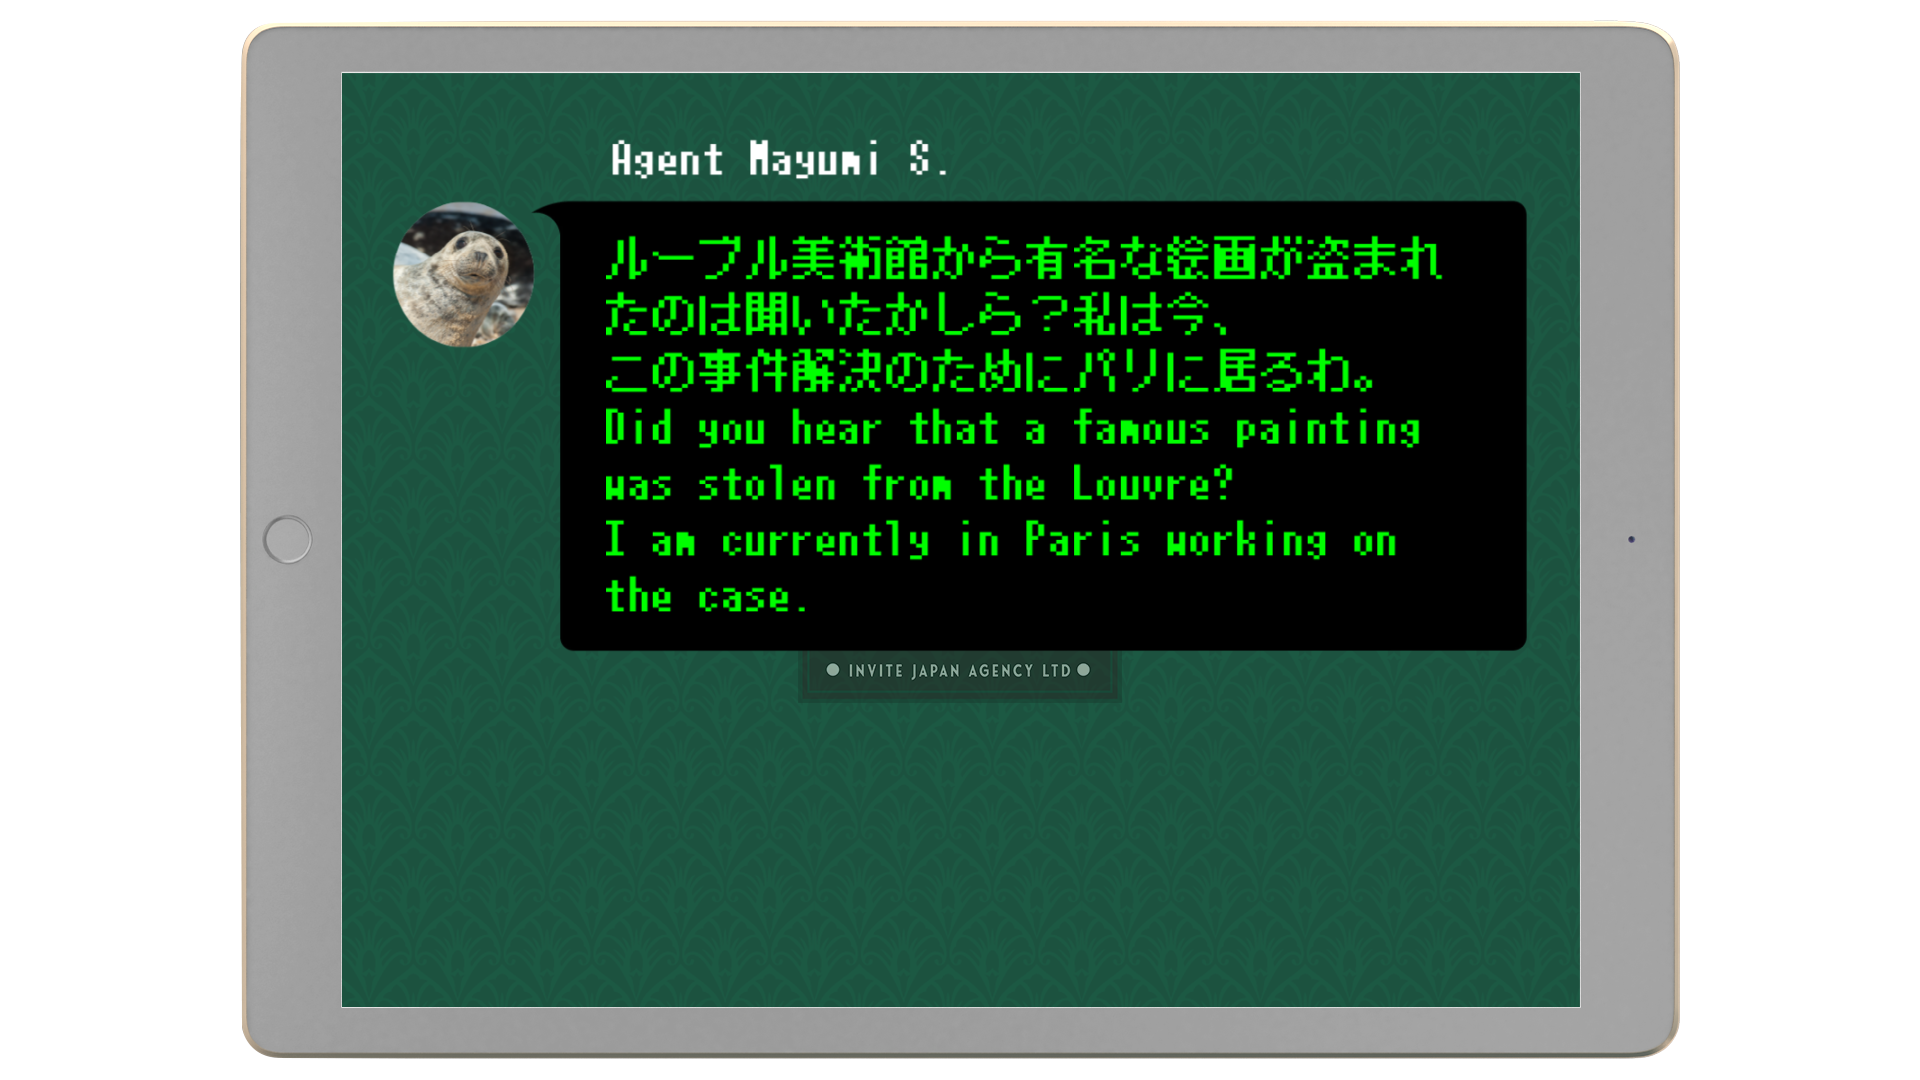 Agent Mayumi S.
ルーブル美術館から有名な絵画が盗まれ
たのは聞いたかしら？私は今、
この事件解決のためにパリに居るわ。
Did you hear that a famous painting
was stolen from the Louvre?
I am currently in Paris working on
the case.
● INVITE JAPAN AGENCY LTD ●